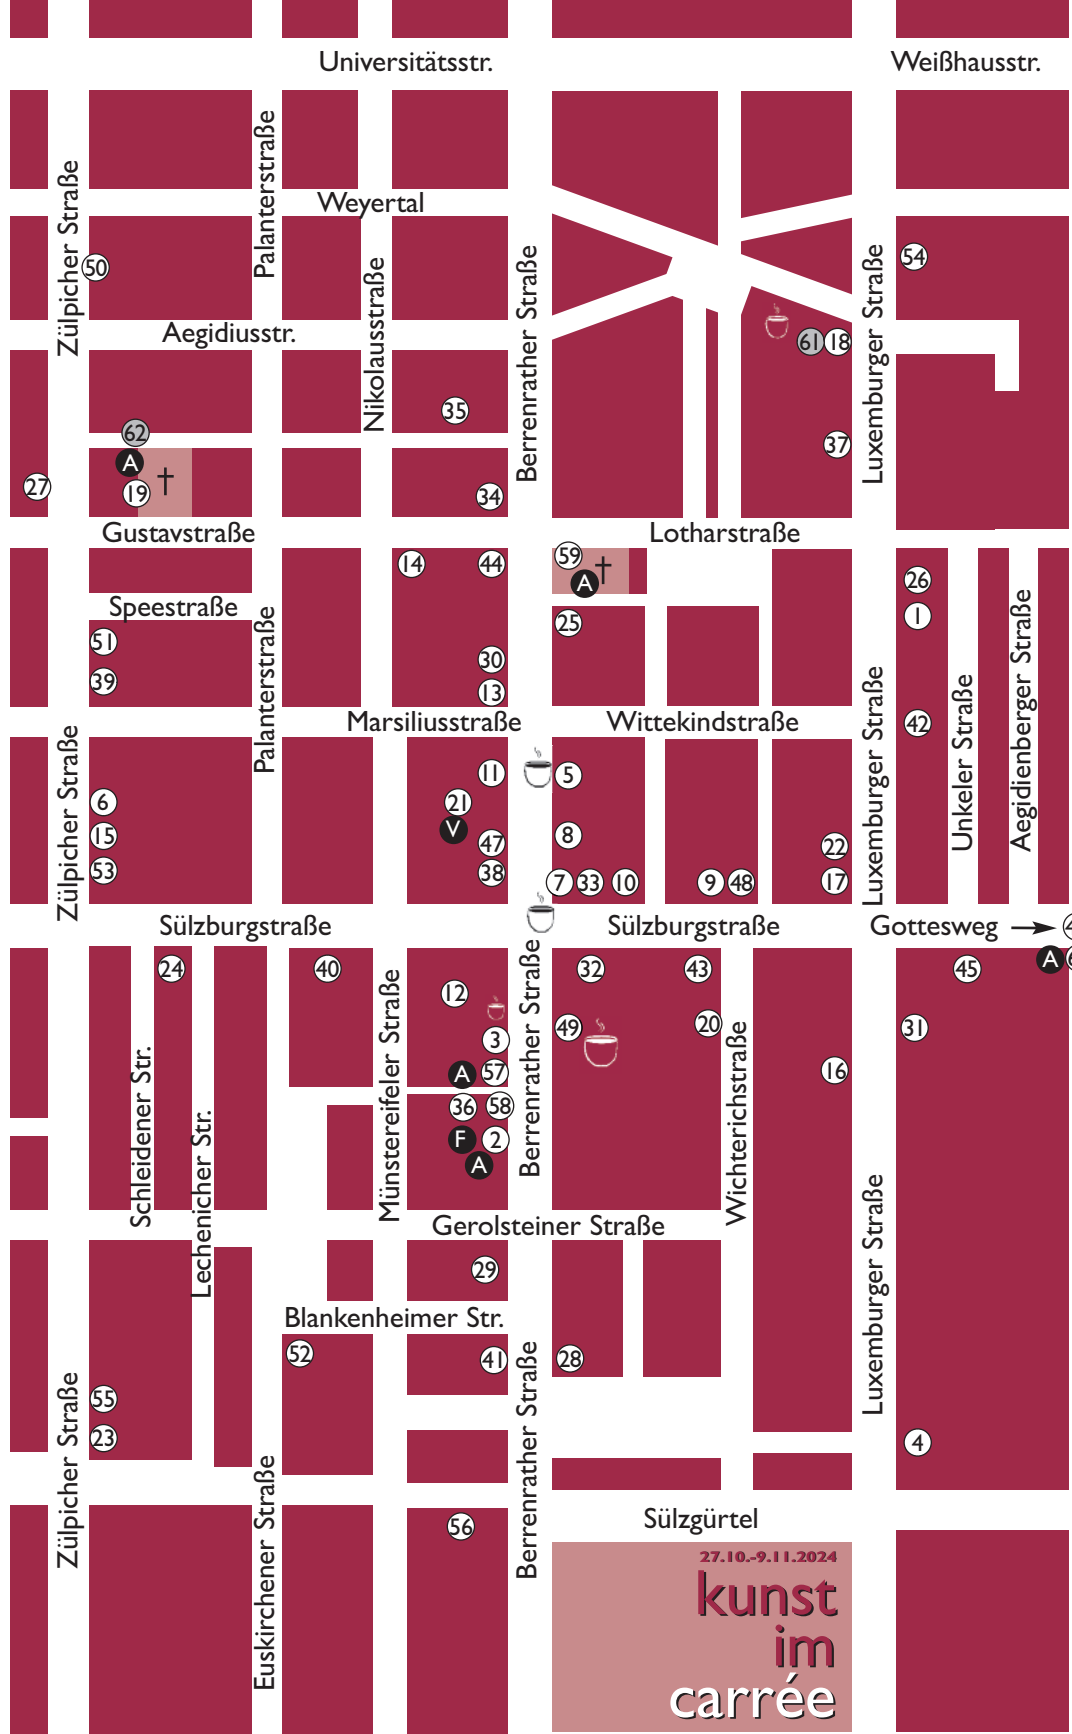 Universitätsstr.
Weißhausstr.
Zülpicher Straße
Palanterstraße
Weyertal
50
Nikolausstraße
Berrenrather Straße
Luxemburger Straße
54
Aegidiusstr.
61
18
35
37
62
A
27
19
†
34
Gustavstraße
Lotharstraße
14
44
59
†
A
26
1
Speestraße
25
51
39
Palanterstraße
30
13
Marsiliusstraße
Wittekindstraße
42
Luxemburger Straße
Unkeler Straße
Aegidienberger Straße
Zülpicher Straße
11
5
6
21
15
V
8
47
22
53
38
7
33
10
9
48
17
Sülzburgstraße
Sülzburgstraße
Gottesweg
A
24
40
32
43
45
12
49
20
31
3
Münstereifeler Straße
Berrenrather Straße
Wichterichstraße
A
57
16
36
58
F
2
A
Schleidener Str.
Lechenicher Str.
Luxemburger Straße
Gerolsteiner Straße
29
Blankenheimer Str.
52
41
28
55
23
4
Zülpicher Straße
Euskirchener Straße
Berrenrather Straße
56
Sülzgürtel
27.10.-9.11.2024
kunst
im
carrée